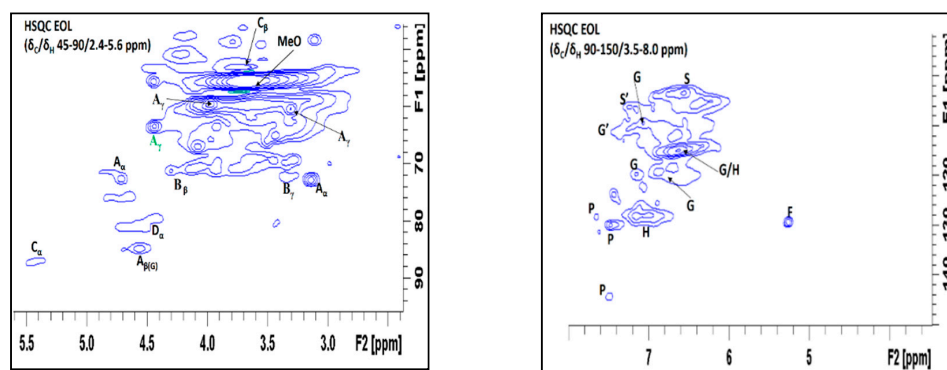 HSQC EOL
(δC/δH 45-90/2.4-5.6 ppm)
Cβ
MeO
Aγ
Aγ
Aγ
Aα
Bβ
Bγ
Aα
Dα
Cα
Aβ(G)
F1 [ppm]
70
80
90
5.5 5.0 4.5 4.0 3.5 3.0 F2 [ppm]
HSQC EOL
(δC/δH 90-150/3.5-8.0 ppm)
G
S
S'
G'
G/H
G
G
P
F
P
H
P
130
140
7 6 5 F2 [ppm]